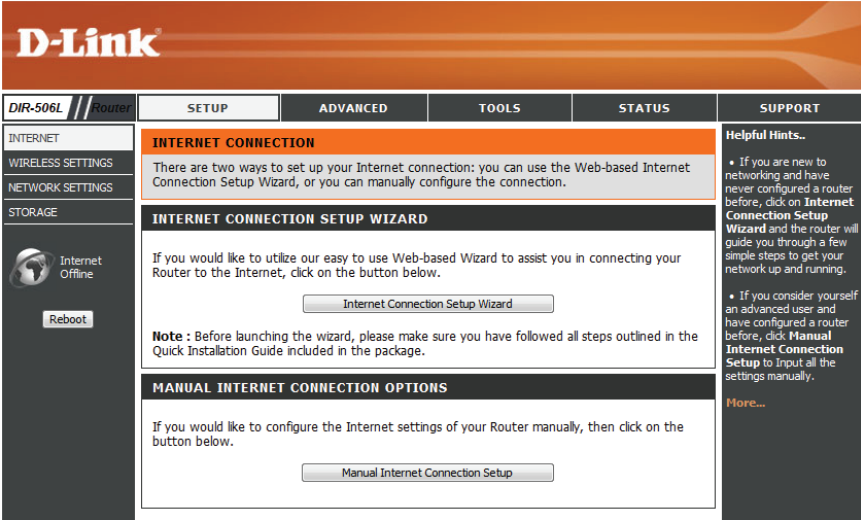 D-Link
DIR-506L // Router
SETUP
ADVANCED
TOOLS
STATUS
SUPPORT
INTERNET
WIRELESS SETTINGS
NETWORK SETTINGS
STORAGE
Internet
Offline
Reboot
INTERNET CONNECTION
There are two ways to set up your Internet connection: you can use the Web-based Internet
Connection Setup Wizard, or you can manually configure the connection.
INTERNET CONNECTION SETUP WIZARD
If you would like to utilize our easy to use Web-based Wizard to assist you in connecting your
Router to the Internet, click on the button below.
Internet Connection Setup Wizard
Note : Before launching the wizard, please make sure you have followed all steps outlined in the
Quick Installation Guide included in the package.
MANUAL INTERNET CONNECTION OPTIONS
If you would like to configure the Internet settings of your Router manually, then click on the
button below.
Manual Internet Connection Setup
Helpful Hints..
• If you are new to
networking and have
never configured a router
before, click on Internet
Connection Setup
Wizard and the router will
guide you through a few
simple steps to get your
network up and running.
• If you consider yourself
an advanced user and
have configured a router
before, click Manual
Internet Connection
Setup to Input all the
settings manually.
More...